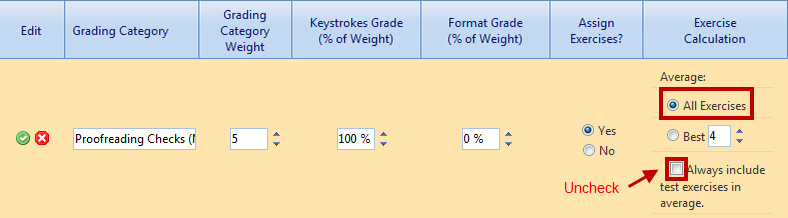 Edit
Grading Category
Grading
Category
Weight
Keystrokes Grade
(% of Weight)
Format Grade
(% of Weight)
Assign
Exercises?
Exercise
Calculation
Proofreading Checks (
5
100 %
0 %
Yes
No
Average:
All Exercises
Best 4
Always include
test exercises in
average.
Uncheck